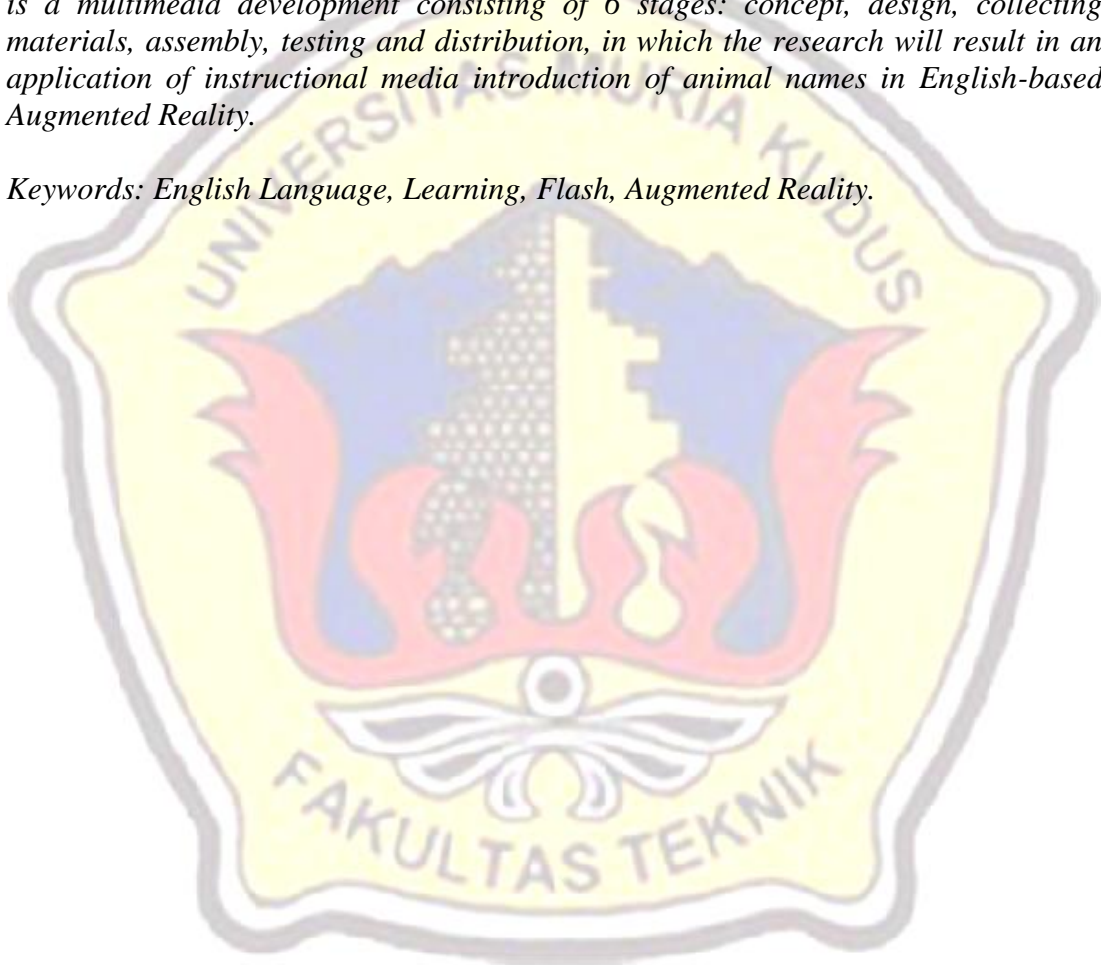 is a multimedia development consisting of 6 stages: concept, design, collecting
materials, assembly, testing and distribution, in which the research will result in an
application of instructional media introduction of animal names in English-based
Augmented Reality.
Keywords: English Language, Learning, Flash, Augmented Reality.
UNIVERSITAS MURIA KUDUS
FAKULTAS TEKNIK